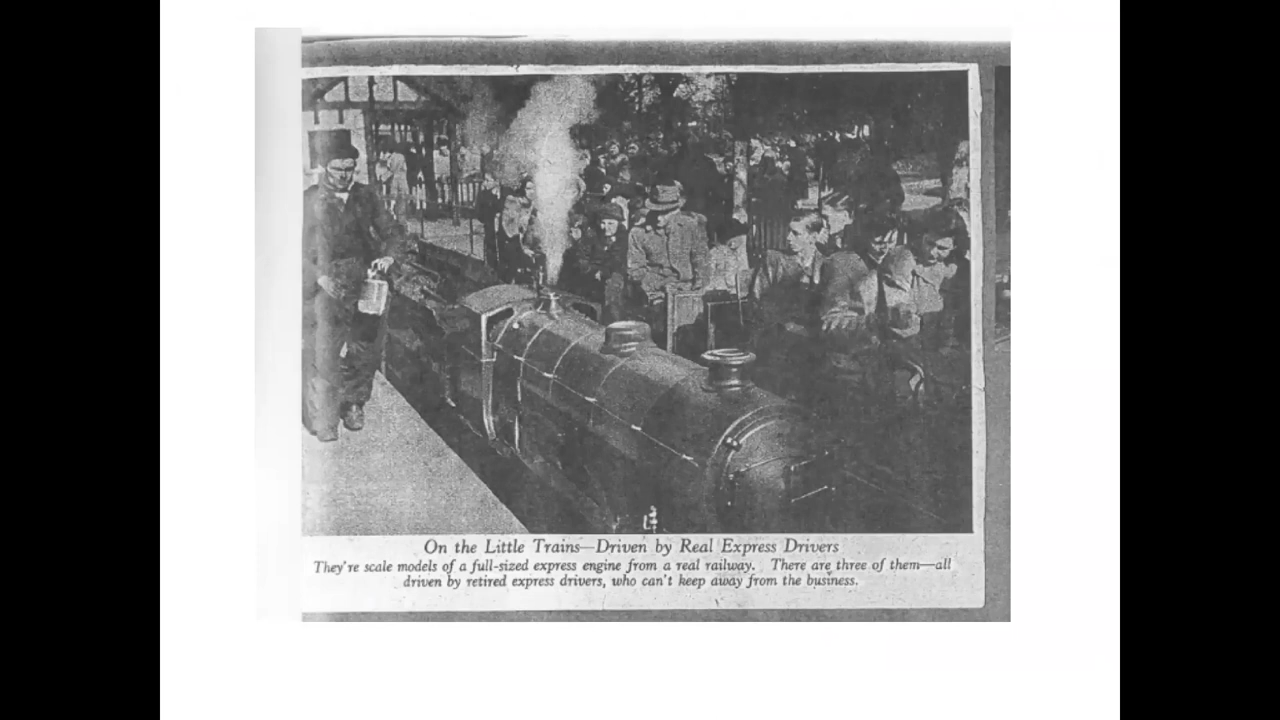 On the Little Trains—Driven by Real Express Drivers
They're scale models of a full-sized express engine from a real railway. There are three of them—all
driven by retired express drivers, who can't keep away from the business.